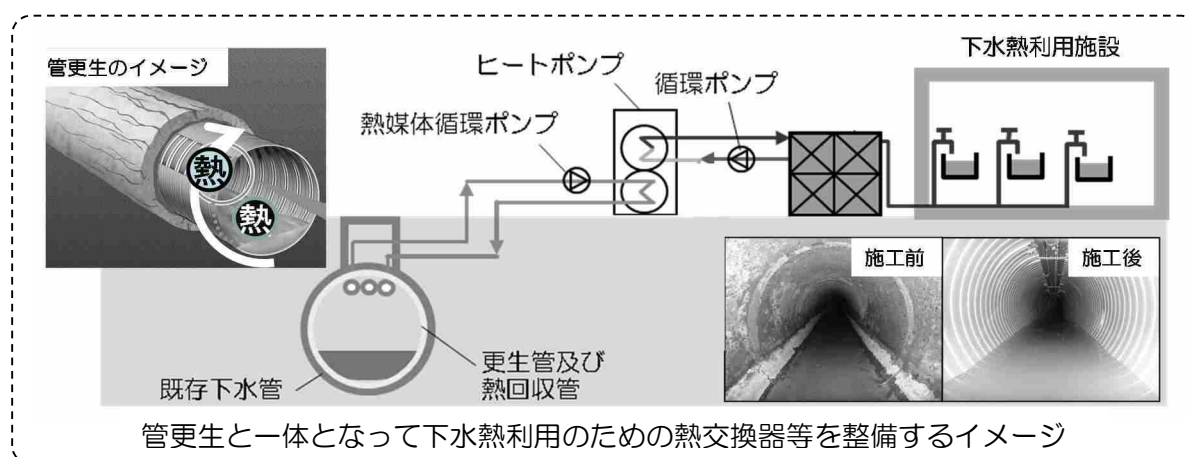 管更生のイメージ
熱
熱
ヒートポンプ
循環ポンプ
熱媒体循環ポンプ
下水熱利用施設
施工前
施工後
既存下水管
更生管及び
熱回収管
管更生と一体となって下水熱利用のための熱交換器等を整備するイメージ